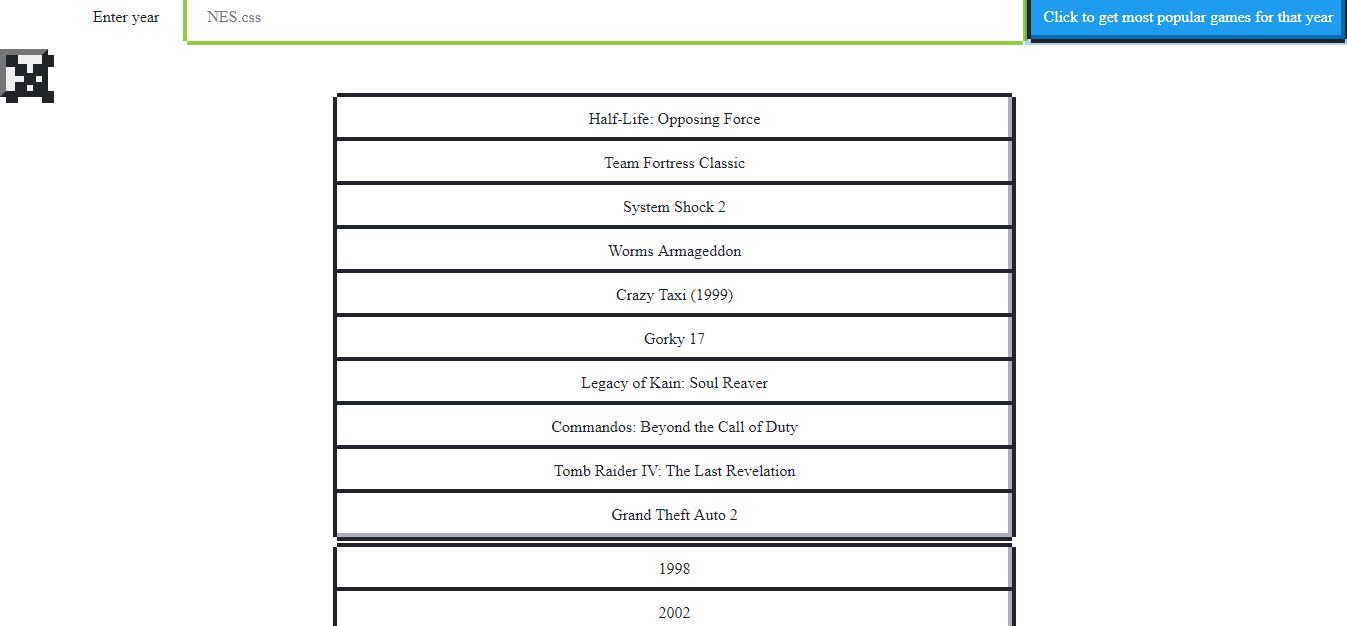 Enter year
NES.css
Click to get most popular games for that year
Half-Life: Opposing Force
Team Fortress Classic
System Shock 2
Worms Armageddon
Crazy Taxi (1999)
Gorky 17
Legacy of Kain: Soul Reaver
Commandos: Beyond the Call of Duty
Tomb Raider IV: The Last Revelation
Grand Theft Auto 2
1998
2002